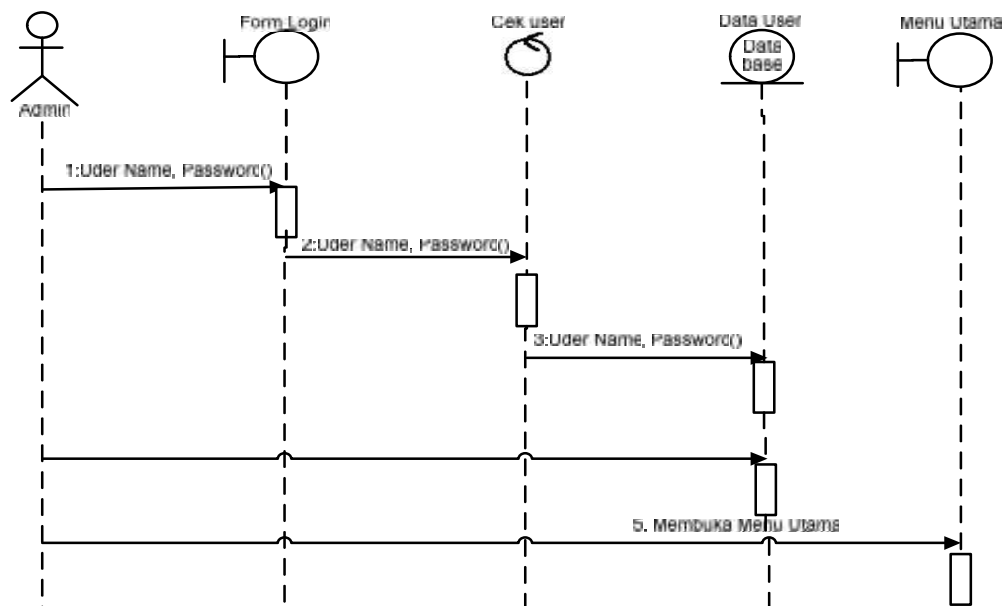 Form Login
Cek user
Data User
Menu Utama
Data
base
Admin
1:Uder Name, Password()
2:Uder Name, Password()
3:Uder Name, Password()
5. Membuka Menu Utama